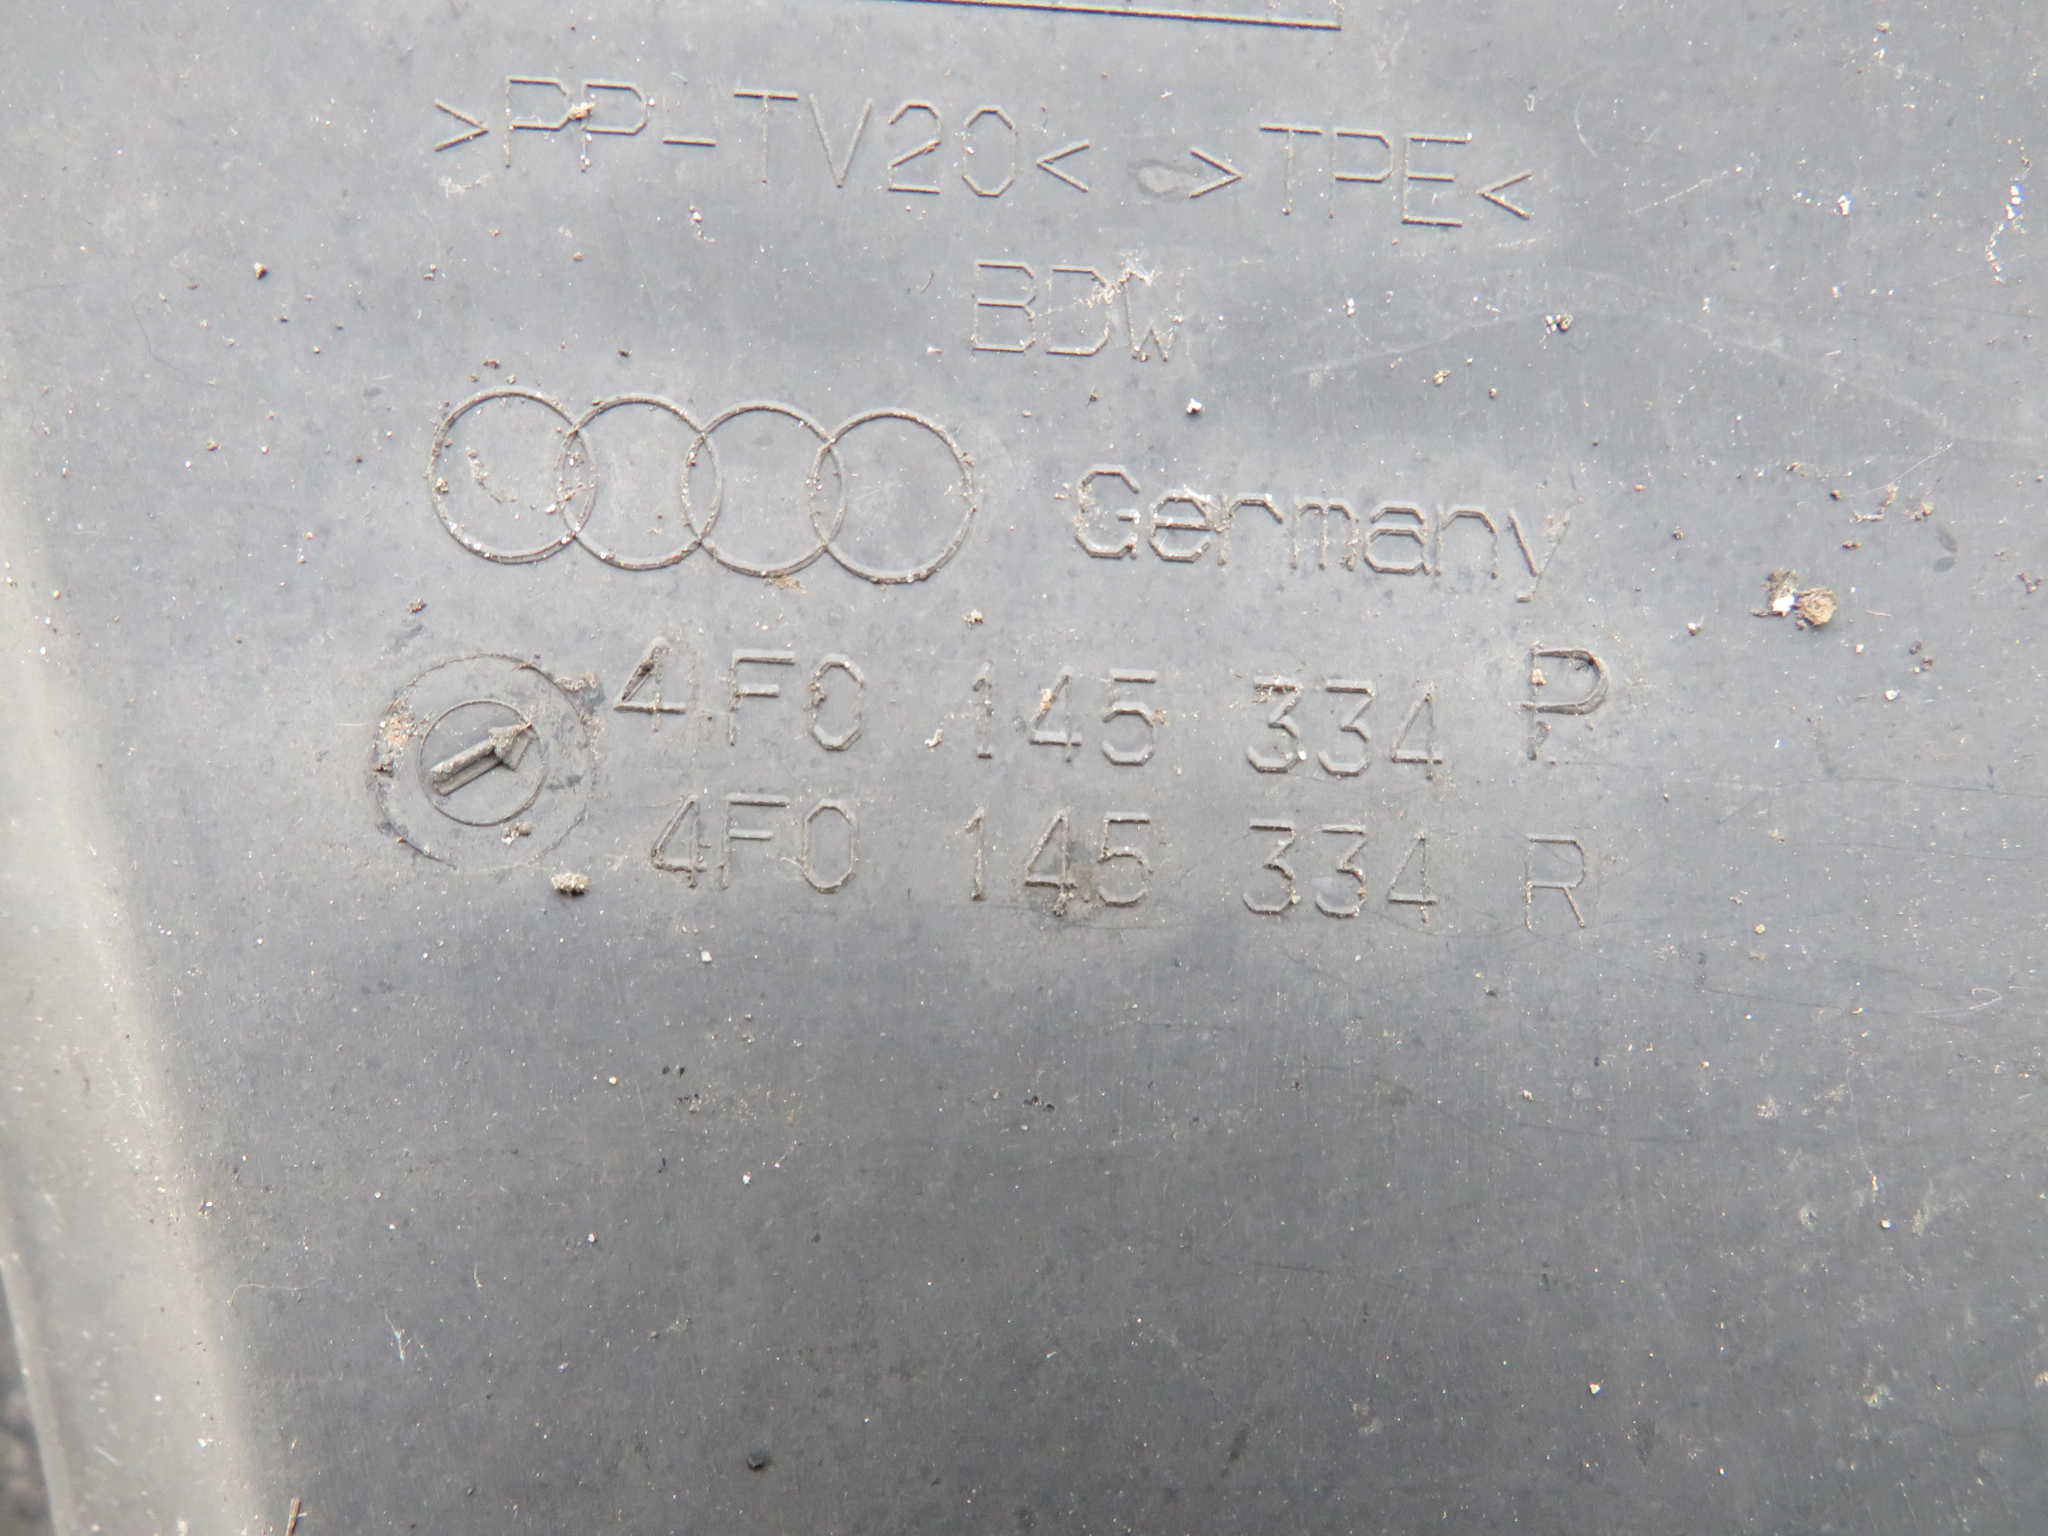 >PP-TV20< >TPE<
BDW
Germany
4F0 145 334 P
4F0 145 334 R